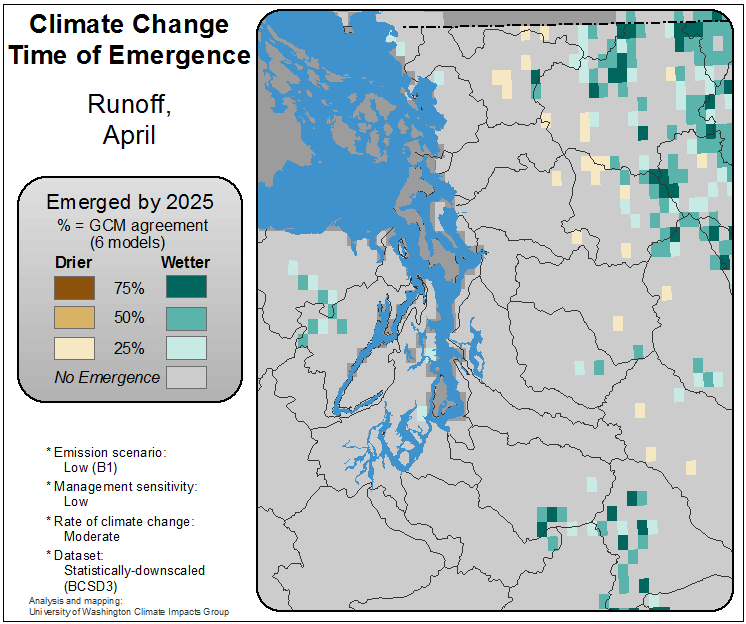 Climate Change
Time of Emergence
Runoff,
April
Emerged by 2025
% = GCM agreement
(6 models)
Drier Wetter
75%
50%
25%
No Emergence
* Emission scenario:
Low (B1)
* Management sensitivity:
Low
* Rate of climate change:
Moderate
* Dataset:
Statistically-downscaled
(BCSD3)
Analysis and mapping:
University of Washington Climate Impacts Group